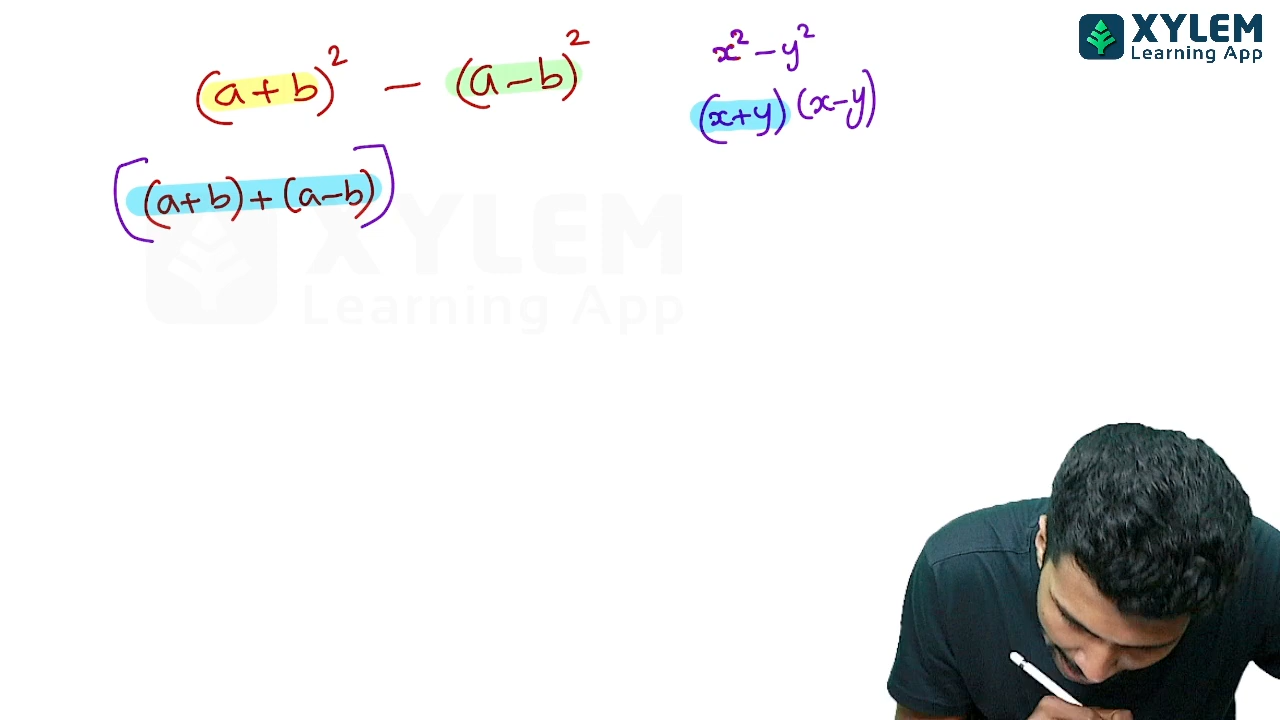 (a+b)² − (a−b)²
[(a+b)+(a−b)]
x² − y²
(x+y)(x−y)
XYLEM
Learning App
XYLEM
Learning App